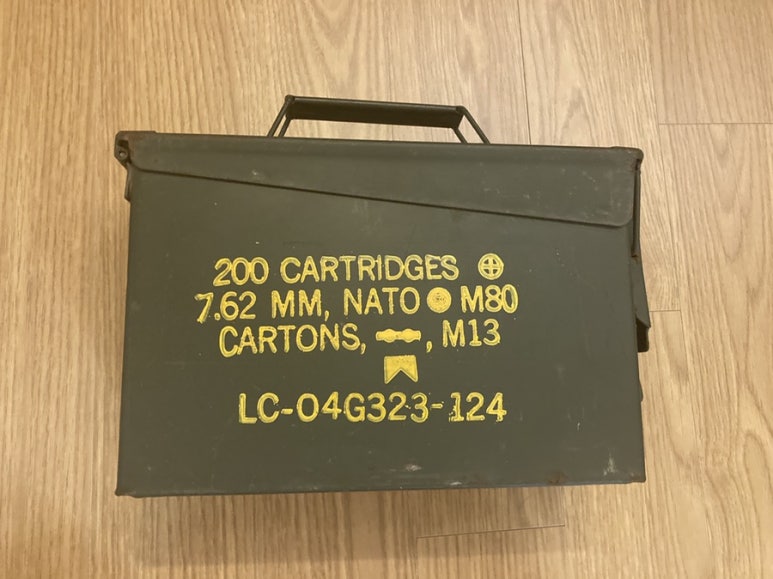 200 CARTRIDGES ⊕
7.62 MM, NATO M80
CARTONS, , M13
LC-04G323-124